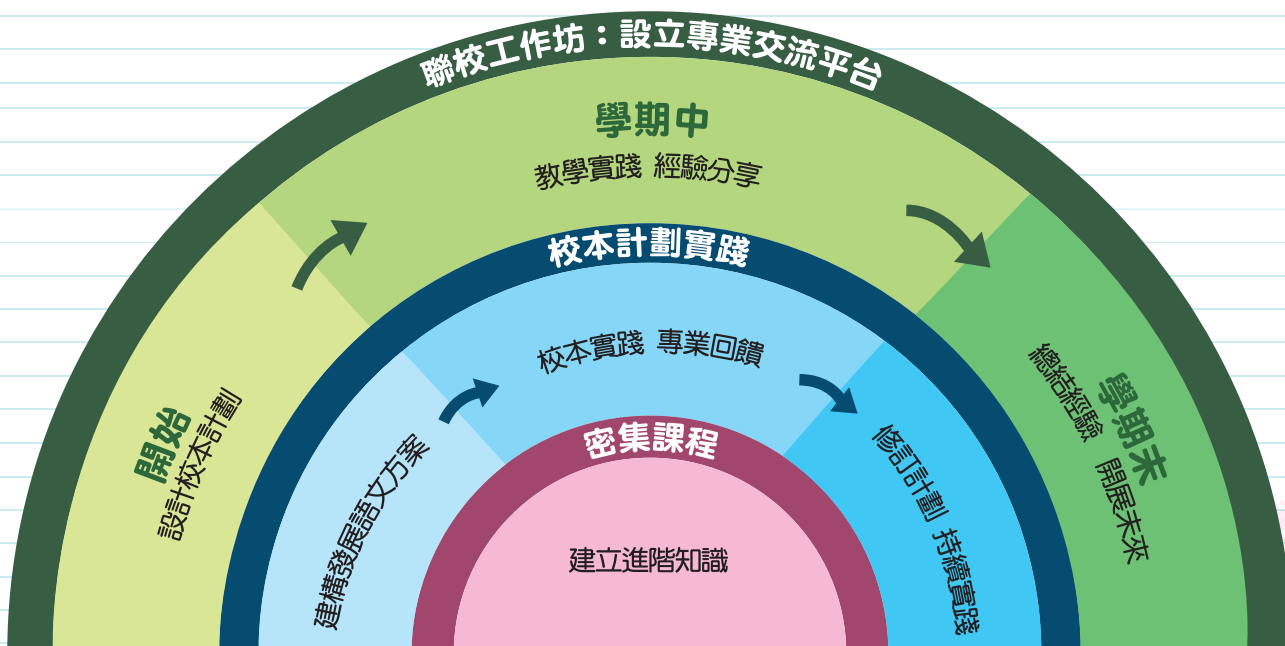 聯校工作坊：設立專業交流平台
開始
設計校本計劃
學期中
教學實踐 經驗分享
學期末
總結經驗 開展未來
校本計劃實踐
建構發展語文方案
校本實踐 專業回饋
修訂計劃 持續實踐
密集課程
建立進階知識